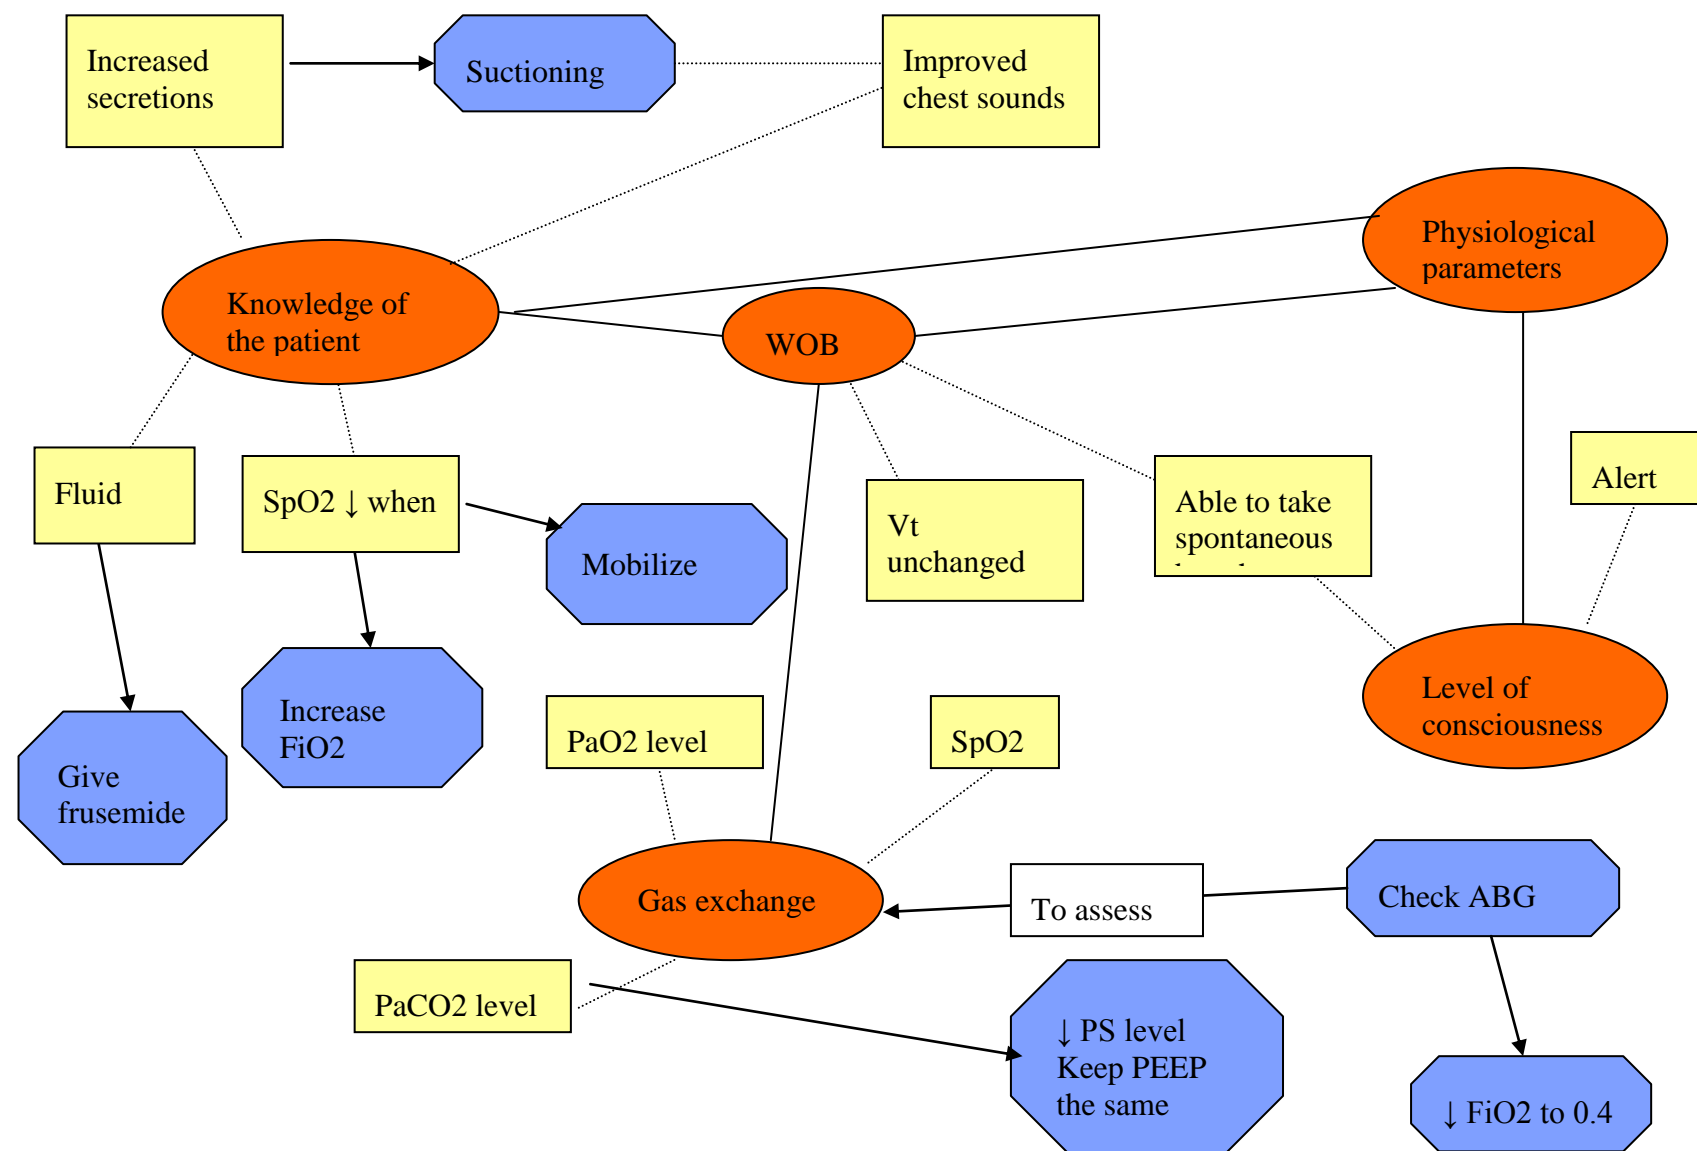 Increased
secretions
Suctioning
Improved
chest sounds
Physiological
parameters
Knowledge of
the patient
WOB
Fluid
SpO2 ↓ when
Mobilize
Vt
unchanged
Able to take
spontaneous
Alert
Increase
FiO2
PaO2 level
SpO2
Level of
consciousness
Give
frusemide
Gas exchange
To assess
Check ABG
PaCO2 level
↓ PS level
Keep PEEP
the same
↓ FiO2 to 0.4